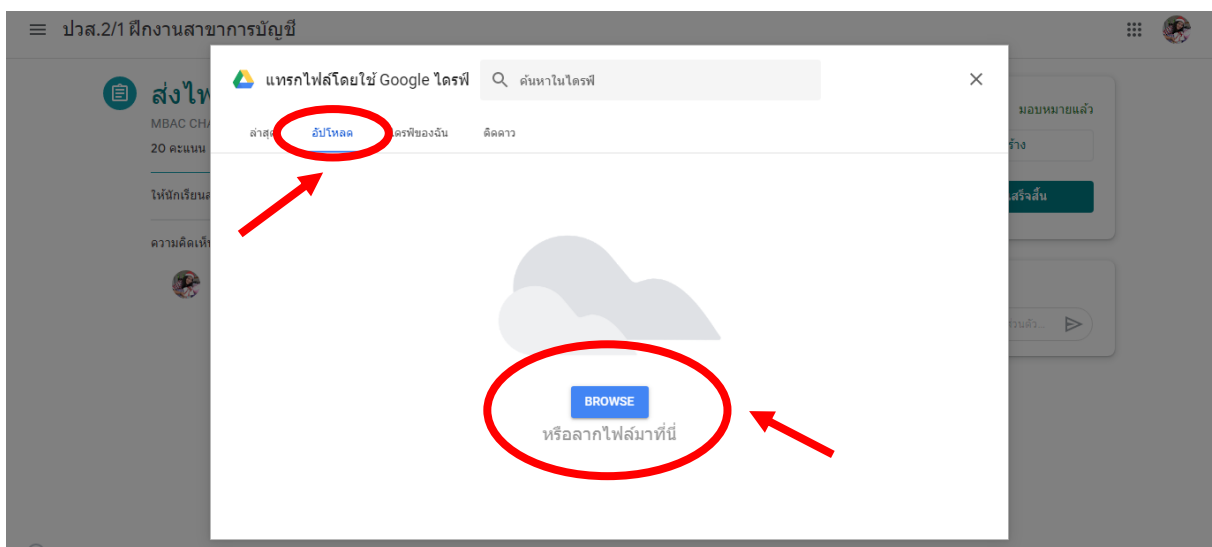 ปวส.2/1 ฝึกงานสาขาการบัญชี
แทรกไฟล์โดยใช้ Google ไดรฟ์
ค้นหาในไดรฟ์
ส่งไฟ
MBAC CHA
20 คะแนน
ล่าสุด
อัปโหลด
ไดรฟ์ของฉัน
ติดดาว
มอบหมายแล้ว
ร้าง
ให้นักเรียนส
เสร็จสิ้น
ความคิดเห็น
ส่วนตัว...
BROWSE
หรือลากไฟล์มาที่นี่